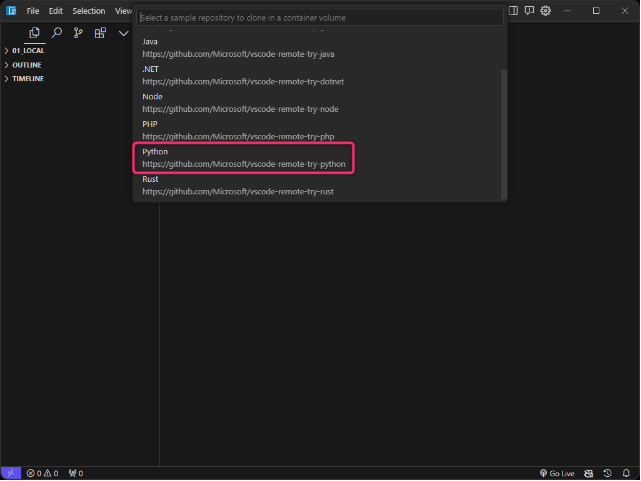 File Edit Selection View
Select a sample repository to clone in a container volume
Java
https://github.com/Microsoft/vscode-remote-try-java
.NET
https://github.com/Microsoft/vscode-remote-try-dotnet
Node
https://github.com/Microsoft/vscode-remote-try-node
PHP
https://github.com/Microsoft/vscode-remote-try-php
Python
https://github.com/Microsoft/vscode-remote-try-python
Rust
https://github.com/Microsoft/vscode-remote-try-rust
01_LOCAL
OUTLINE
TIMELINE
0 0 0 Go Live